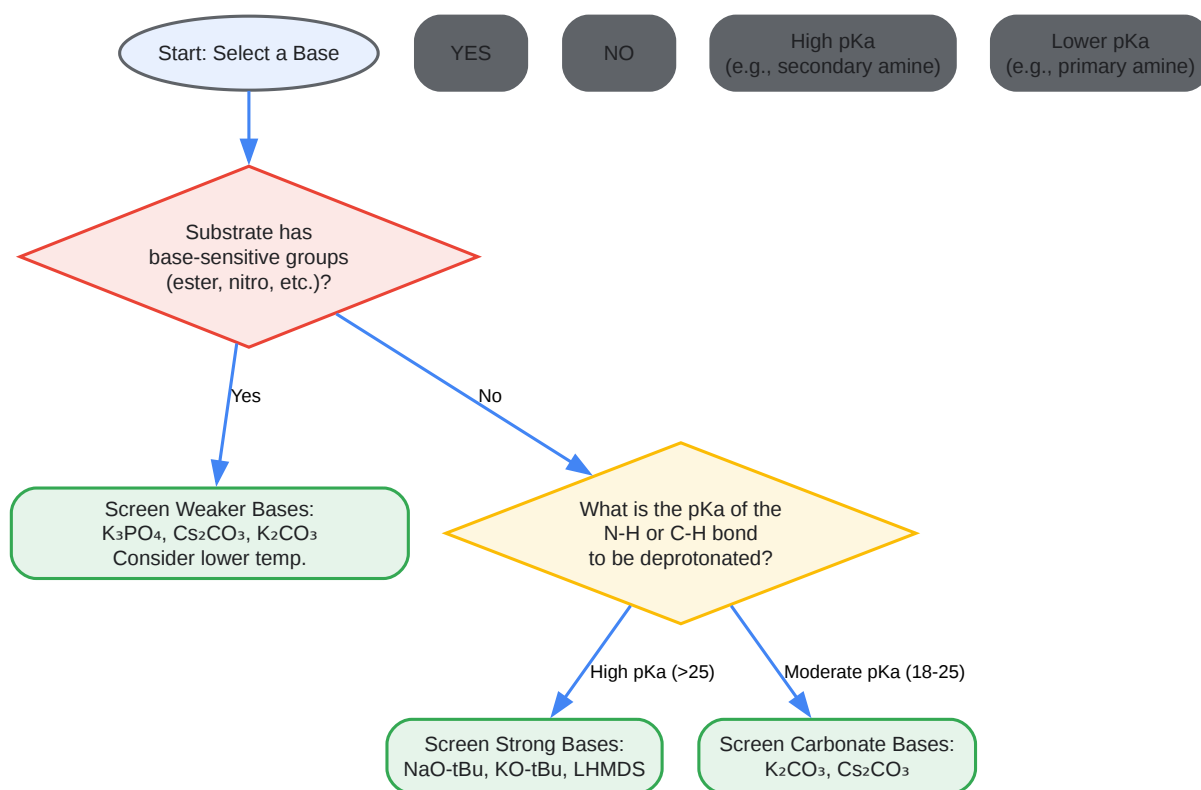 Start: Select a Base
YES
NO
High pKa
(e.g., secondary amine)
Lower pKa
(e.g., primary amine)
Substrate has
base-sensitive groups
(ester, nitro, etc.)?
Yes
No
Screen Weaker Bases:
K₃PO₄, Cs₂CO₃, K₂CO₃
Consider lower temp.
What is the pKa of the
N-H or C-H bond
to be deprotonated?
High pKa (>25)
Moderate pKa (18-25)
Screen Strong Bases:
NaO-tBu, KO-tBu, LHMDS
Screen Carbonate Bases:
K₂CO₃, Cs₂CO₃